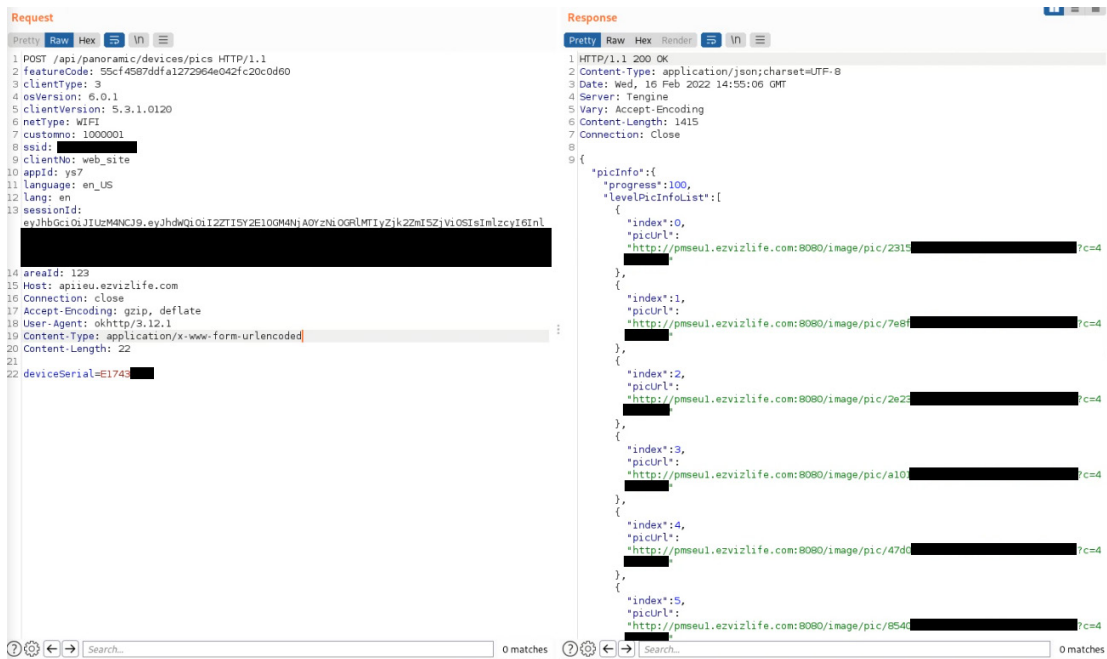 Request
Pretty Raw Hex \n
1 POST /api/panoramic/devices/pics HTTP/1.1
2 featureCode: 55cf4587ddfa1272964e042fc20c0d60
3 clientType: 3
4 osVersion: 6.0.1
5 clientVersion: 5.3.1.0120
6 netType: WIFI
7 customno: 1000001
8 ssid:
9 clientNo: web_site
10 appId: ys7
11 language: en_US
12 lang: en
13 sessionId:
eyJhbGciOiJIUzM4NCJ9.eyJhdWQiOiI2ZTI5Y2E1OGM4NjA0YzNiOGRlMTIyZjk2ZmI5ZjViOSIsImlzcyI6Inl
14 areaId: 123
15 Host: apiieu.ezvizlife.com
16 Connection: close
17 Accept-Encoding: gzip, deflate
18 User-Agent: okhttp/3.12.1
19 Content-Type: application/x-www-form-urlencoded
20 Content-Length: 22
21
22 deviceSerial=E1743
Search...
0 matches
Response
Pretty Raw Hex Render \n
1 HTTP/1.1 200 OK
2 Content-Type: application/json;charset=UTF-8
3 Date: Wed, 16 Feb 2022 14:55:06 GMT
4 Server: Tengine
5 Vary: Accept-Encoding
6 Content-Length: 1415
7 Connection: Close
8
9 {
"picInfo":{
"progress":100,
"levelPicInfoList":[
{
"index":0,
"picUrl":
"http://pmseu1.ezvizlife.com:8080/image/pic/2315 ?c=4
"
},
{
"index":1,
"picUrl":
"http://pmseu1.ezvizlife.com:8080/image/pic/7e8f ?c=4
"
},
{
"index":2,
"picUrl":
"http://pmseu1.ezvizlife.com:8080/image/pic/2e23 ?c=4
"
},
{
"index":3,
"picUrl":
"http://pmseu1.ezvizlife.com:8080/image/pic/a101 ?c=4
"
},
{
"index":4,
"picUrl":
"http://pmseu1.ezvizlife.com:8080/image/pic/47d0 ?c=4
"
},
{
"index":5,
"picUrl":
"http://pmseu1.ezvizlife.com:8080/image/pic/8540 ?c=4
"
Search...
0 matches